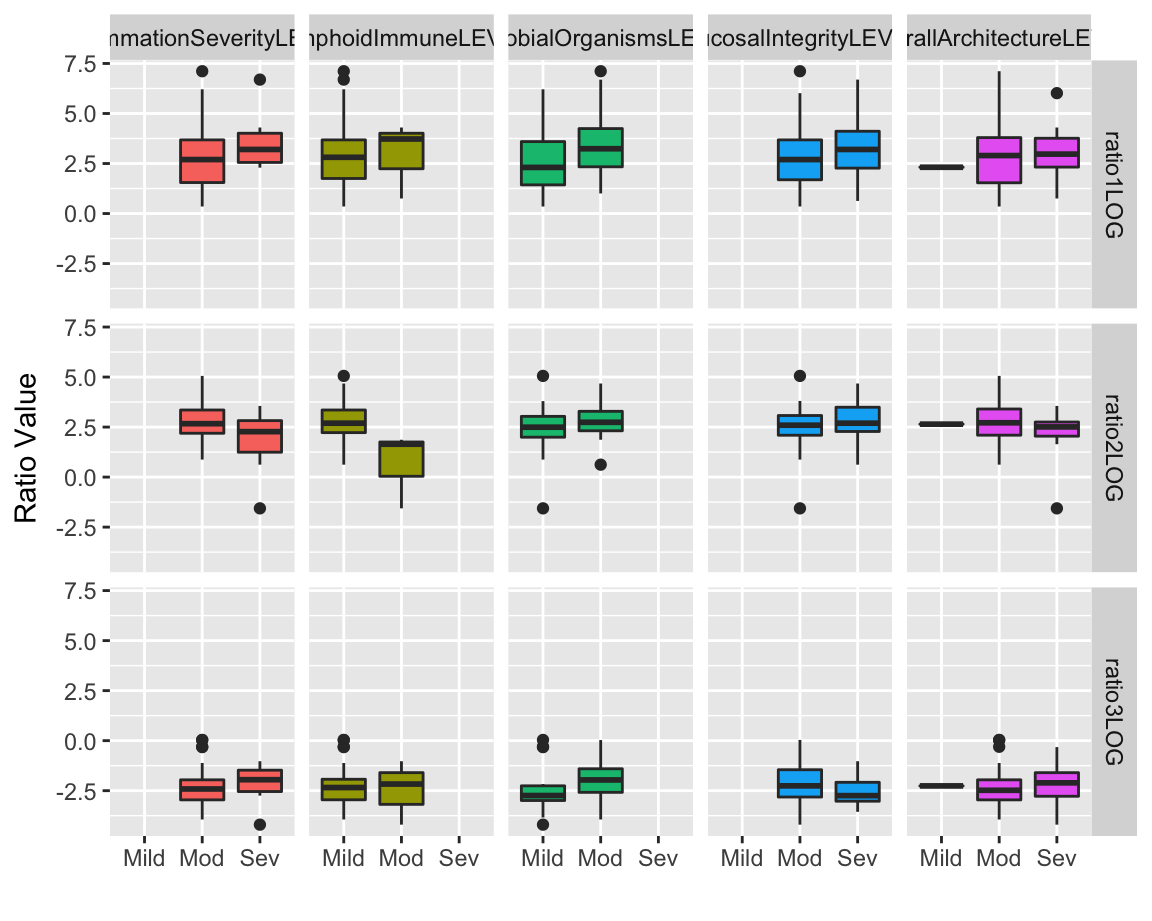 mmationSeverityLE
nphoidImmuneLEV
obialOrganismsLE
ucosalIntegrityLEV
rallArchitectureLE
7.5
5.0
2.5
0.0
-2.5
ratio1LOG
7.5
5.0
2.5
0.0
-2.5
ratio2LOG
Ratio Value
7.5
5.0
2.5
0.0
-2.5
ratio3LOG
Mild Mod Sev
Mild Mod Sev
Mild Mod Sev
Mild Mod Sev
Mild Mod Sev